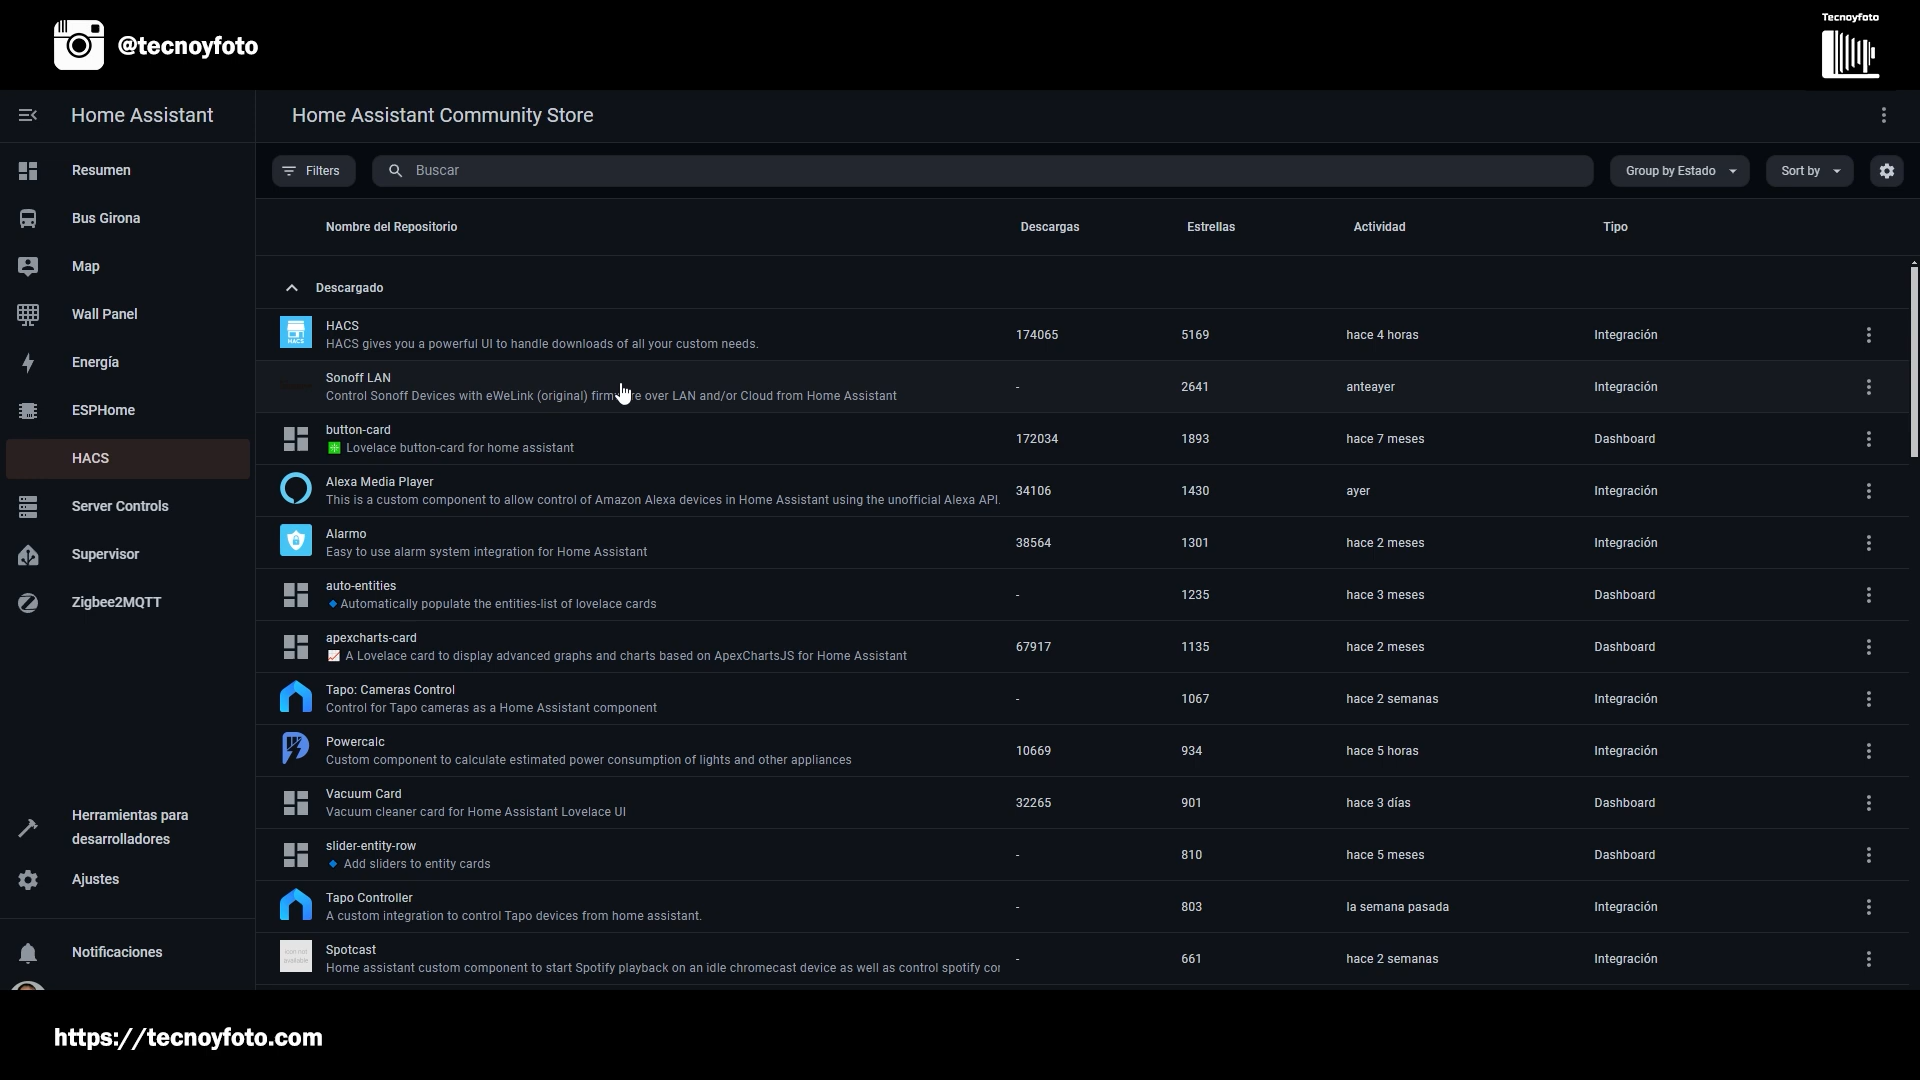 @tecnoyfoto
Tecnoyfoto
Home Assistant
Home Assistant Community Store
Filters
Buscar
Group by Estado
Sort by
Resumen
Bus Girona
Map
Wall Panel
Energía
ESPHome
HACS
Server Controls
Supervisor
Zigbee2MQTT
Herramientas para
desarrolladores
Ajustes
Notificaciones
Nombre del Repositorio Descargas Estrellas Actividad Tipo
Descargado
HACS
HACS
HACS gives you a powerful UI to handle downloads of all your custom needs.
174065 5169 hace 4 horas Integración
Sonoff LAN
Control Sonoff Devices with eWeLink (original) over LAN and/or Cloud from Home Assistant
- 2641 anteayer Integración
button-card
Lovelace button-card for home assistant
172034 1893 hace 7 meses Dashboard
Alexa Media Player
This is a custom component to allow control of Amazon Alexa devices in Home Assistant using the unofficial Alexa API.
34106 1430 ayer Integración
Alarmo
Easy to use alarm system integration for Home Assistant
38564 1301 hace 2 meses Integración
auto-entities
🔹Automatically populate the entities-list of lovelace cards
- 1235 hace 3 meses Dashboard
apexcharts-card
📈 A Lovelace card to display advanced graphs and charts based on ApexChartsJS for Home Assistant
67917 1135 hace 2 meses Dashboard
Tapo: Cameras Control
Control for Tapo cameras as a Home Assistant component
- 1067 hace 2 semanas Integración
Powercalc
Custom component to calculate estimated power consumption of lights and other appliances
10669 934 hace 5 horas Integración
Vacuum Card
Vacuum cleaner card for Home Assistant Lovelace UI
32265 901 hace 3 días Dashboard
slider-entity-row
🔹 Add sliders to entity cards
- 810 hace 5 meses Dashboard
Tapo Controller
A custom integration to control Tapo devices from home assistant.
- 803 la semana pasada Integración
icon not
available
Spotcast
Home assistant custom component to start Spotify playback on an idle chromecast device as well as control spotify
- 661 hace 2 semanas Integración
https://tecnoyfoto.com